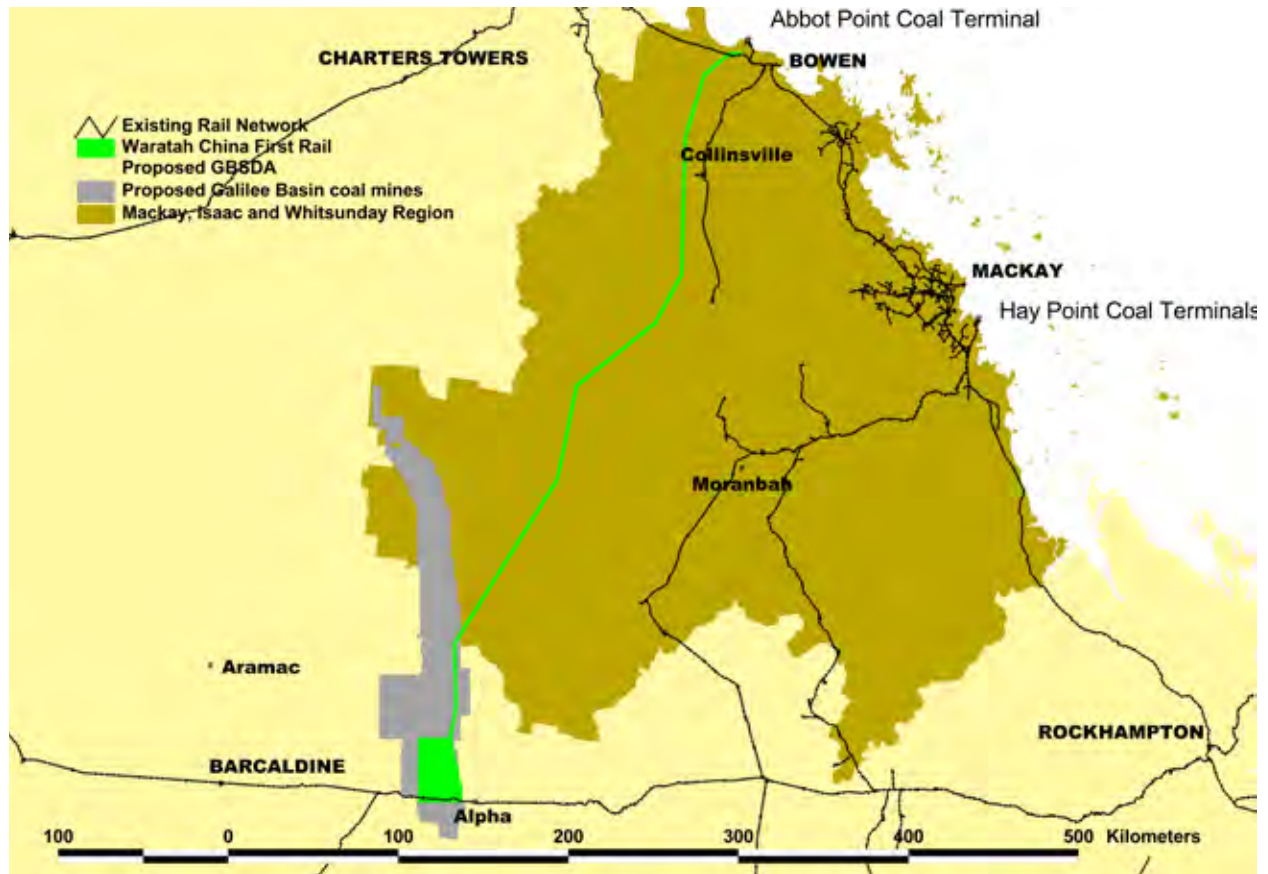 Abbot Point Coal Terminal
CHARTERS TOWERS
BOWEN
Existing Rail Network
Waratah China First Rail
Proposed GBSDA
Proposed Galilee Basin coal mines
Mackay, Isaac and Whitsunday Region
Collinsville
MACKAY
Hay Point Coal Terminals
Moranbah
Aramac
ROCKHAMPTON
BARCALDINE
Alpha
100 0 100 200 300 400 500 Kilometers